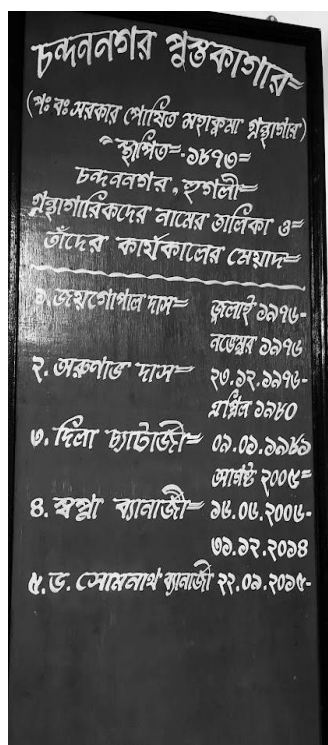 চন্দননগর পুস্তকাগার=
(পঃ বঃ সরকার পোষিত মহাকুমা গ্রন্থাগার)
স্থাপিত=-১৮৭৩=
চন্দননগর, হুগলী=
গ্রন্থাগারিকদের নামের তালিকা ও=
তাঁদের কার্যকালের মেয়াদ=
১. জয়গোপাল দাস= জুলাই ১৯৭৬-
নভেম্বর ১৯৭৬
২. অরুণাভ দাস= ২৩.১২.১৯৭৬-
এপ্রিল ১৯৮০
৩. দিলা চ্যাটার্জী= ০৯.০১.১৯৮১
আগষ্ট ২০০৫=
৪. স্বপ্না ব্যানার্জী= ১৬.০৬.২০০৬-
৩১.১২.২০১৪
৫. ড. সোমনাথ ব্যানার্জী ২২.০৯.২০১৫-